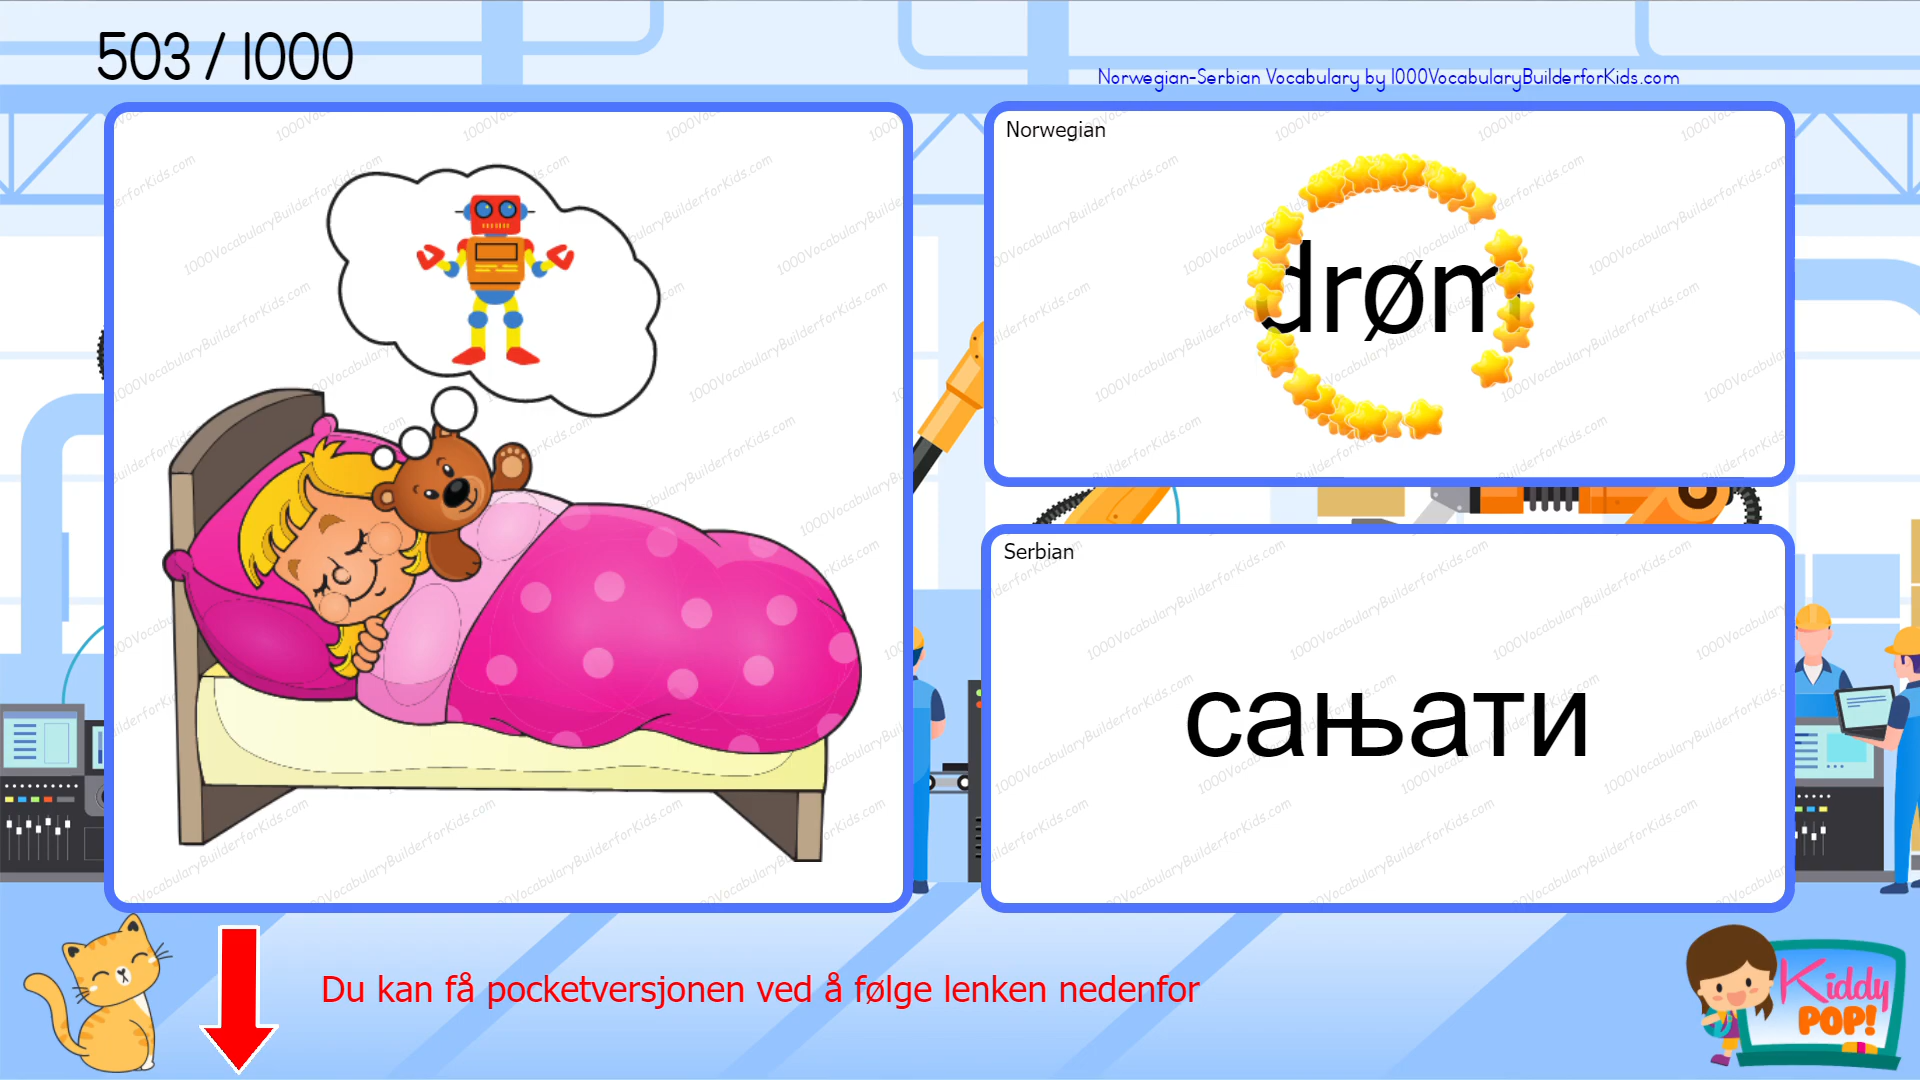 503 / 1000
Norwegian-Serbian Vocabulary by 1000VocabularyBuilderforKids.com
Norwegian
drøm
Serbian
сањати
Du kan få pocketversjonen ved å følge lenken nedenfor
Kiddy
POP!